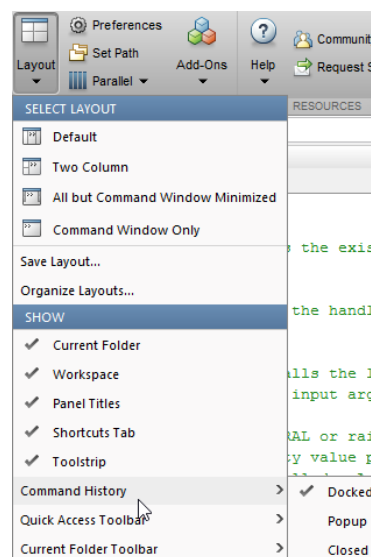 Preferences
Set Path
Layout
Parallel
Add-Ons
Help
Communit
Request S
RESOURCES
SELECT LAYOUT
Default
Two Column
All but Command Window Minimized
Command Window Only
Save Layout...
Organize Layouts...
SHOW
Current Folder
Workspace
Panel Titles
Shortcuts Tab
Toolstrip
Command History
Quick Access Toolbar
Current Folder Toolbar
Docked
Popup
Closed
s the exis
the handl
alls the l
input arg
RAL or rai
ty value p